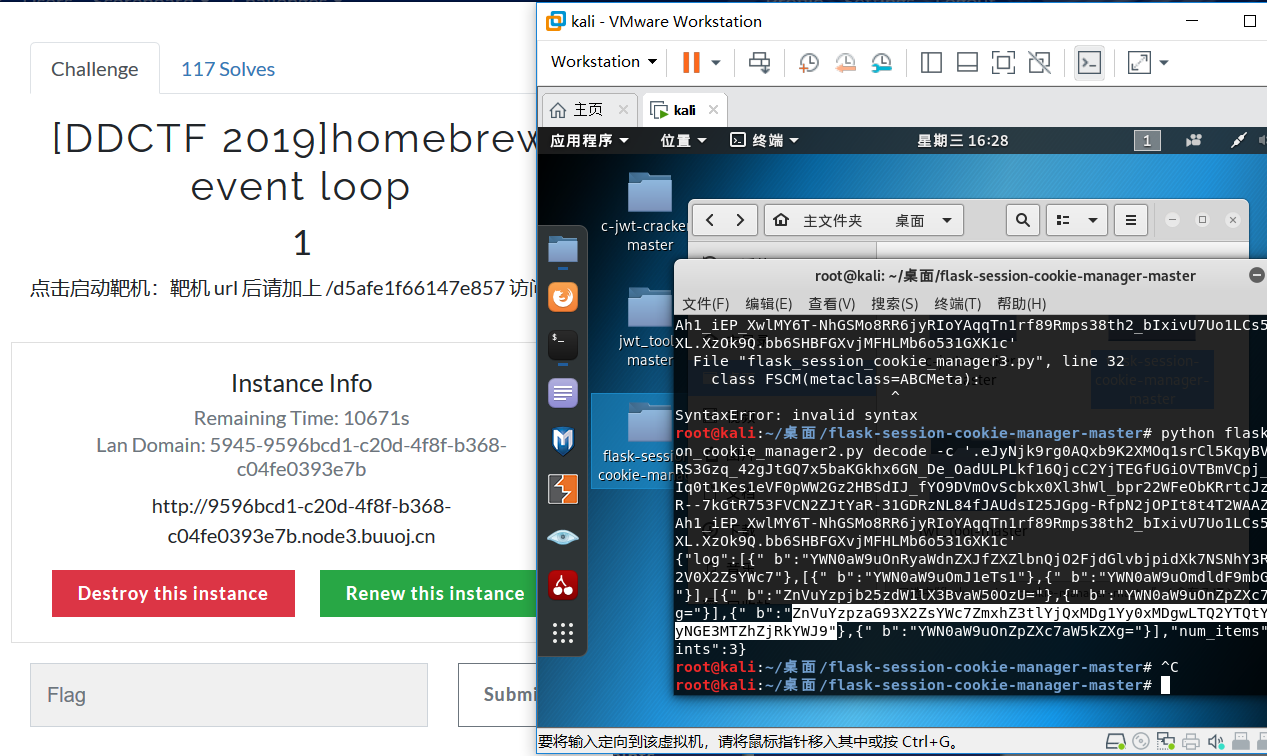 Challenge
117 Solves
[DDCTF 2019]homebrew
event loop
1
点击启动靶机：靶机 url 后请加上 /d5afe1f66147e857 访
Instance Info
Remaining Time: 10671s
Lan Domain: 5945-9596bcd1-c20d-4f8f-b368-
c04fe0393e7b
http://9596bcd1-c20d-4f8f-b368-
c04fe0393e7b.node3.buuoj.cn
Destroy this instance
Renew this instance
Flag
Submi
kali - VMware Workstation
Workstation
主页
kali
应用程序
位置
终端
星期三 16:28
1
c-jwt-cracker-
master
主文件夹
桌面
jwt_tool
master
flask-sessi
cookie-mar
root@kali: ~/桌面/flask-session-cookie-manager-master
文件(F) 编辑(E) 查看(V) 搜索(S) 终端(T) 帮助(H)
Ah1_iEP_XwlMY6T-NhGSMo8RR6jyRIoYAqqTn1rf89Rmps38th2_bIxivU7Uo1LCs5
XL.XzOk9Q.bb6SHBFGXvjMFHLMb6o531GXK1c'
File "flask_session_cookie_manager3.py", line 32
class FSCM(metaclass=ABCMeta):
^
SyntaxError: invalid syntax
root@kali:~/桌面/flask-session-cookie-manager-master# python flask
on_cookie_manager2.py decode -c '.eJyNjk9rg0AQxb9K2XMOq1srCl5KqyBV
RS3Gzq_42gJtGQ7x5baKGkhx6GN_De_OadULPLkf16QjcC2YjTEGfUGiOVTBmVCpj_
Iq0t1Kes1eVF0pWW2Gz2HBSdIJ_fYO9DVmOvScbkx0Xl3hWl_bpr22WFeObKRrtcJz
R--7kGtR753FVCN2ZJtYaR-31GDRzNL84fJAUdsI25JGpg-RfpN2jOPIt8t4T2WAAZ
Ah1_iEP_XwlMY6T-NhGSMo8RR6jyRIoYAqqTn1rf89Rmps38th2_bIxivU7Uo1LCs5
XL.XzOk9Q.bb6SHBFGXvjMFHLMb6o531GXK1c'
{"log":[{" b":"YWN0aW9uOnRyaWdnZXJfZXZlbnQjO2FjdGlvbjpidXk7NSNhY3R
2V0X2ZsYWc7"},[{" b":"YWN0aW9uOmJ1eTs1"},{" b":"YWN0aW9uOmdldF9mbG
"}],[{" b":"ZnVuYzpjb25zdW1lX3BvaW50OzU="},{" b":"YWN0aW9uOnZpZXc7
g="}],{" b":"ZnVuYzpzaG93X2ZsYWc7ZmxhZ3tlYjQxMDg1Yy0xMDgwLTQ2YTQtY
yNGE3MTZhZjRkYWJ9"},{" b":"YWN0aW9uOnZpZXc7aW5kZXg="}],"num_items"
ints":3}
root@kali:~/桌面/flask-session-cookie-manager-master# ^C
root@kali:~/桌面/flask-session-cookie-manager-master#
要将输入定向到该虚拟机，请将鼠标指针移入其中或按 Ctrl+G。